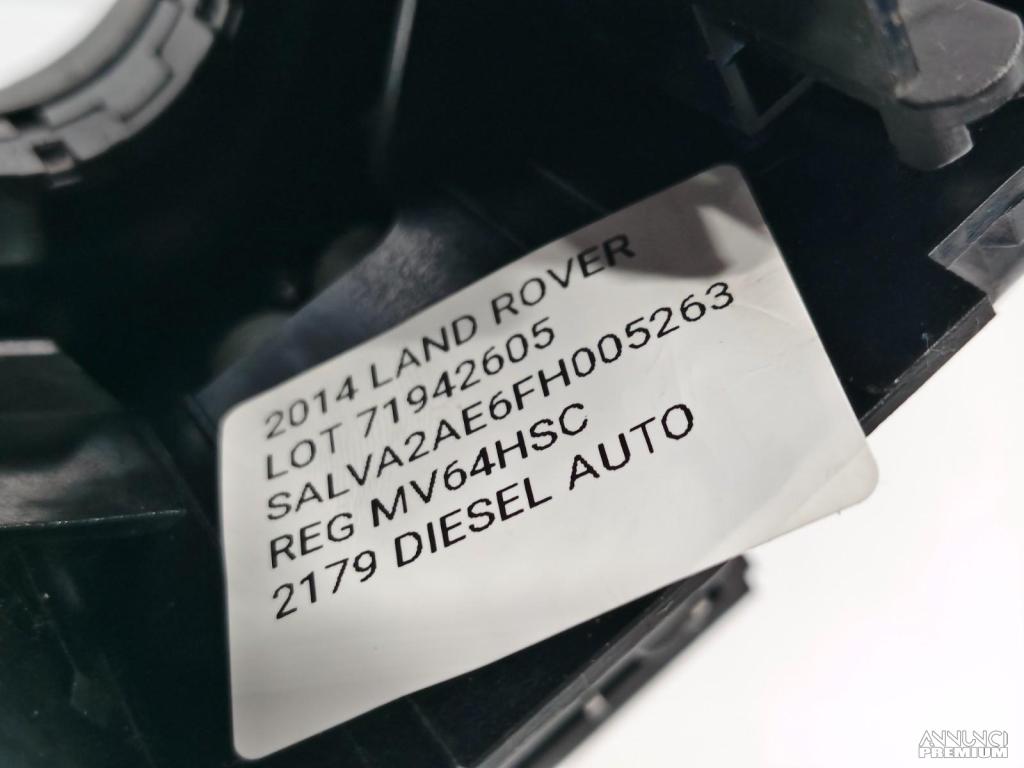 2014 LAND ROVER
LOT 71942605
SALVA2AE6FH005263
REG MV64HSC
2179 DIESEL AUTO
ANNUNCI
PREMIUM